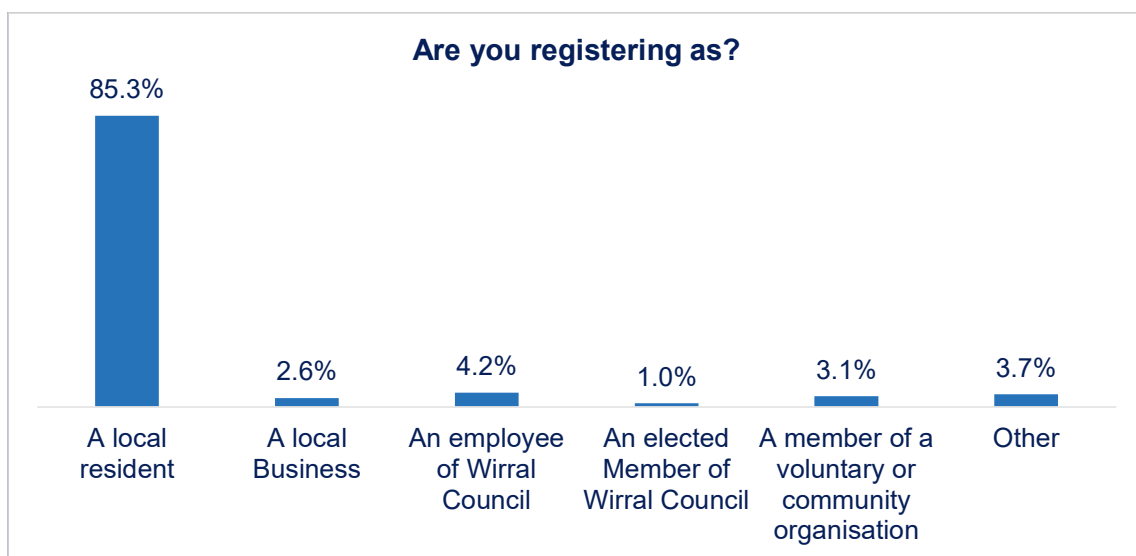 Are you registering as?
85.3%
2.6%
4.2%
1.0%
3.1%
3.7%
A local
resident
A local
Business
An employee
of Wirral
Council
An elected
Member of
Wirral Council
A member of a
voluntary or
community
organisation
Other